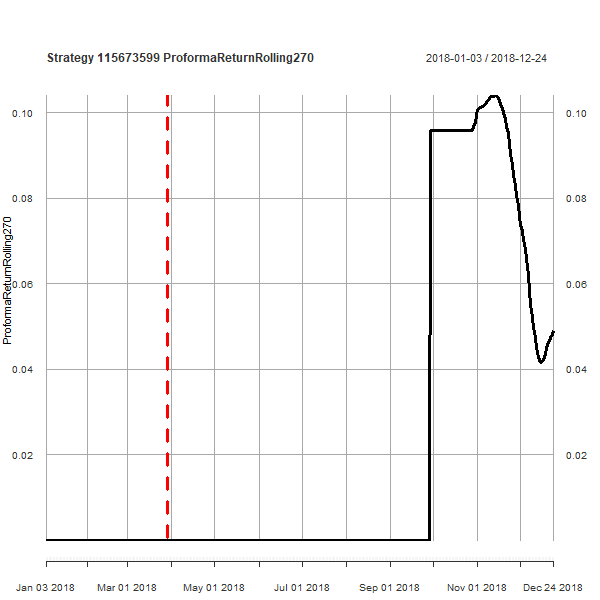 Strategy 115673599 ProformaReturnRolling270
2018-01-03 / 2018-12-24
ProformaReturnRolling270
0.10
0.08
0.06
0.04
0.02
0.10
0.08
0.06
0.04
0.02
Jan 03 2018
Mar 01 2018
May 01 2018
Jul 01 2018
Sep 01 2018
Nov 01 2018
Dec 24 2018